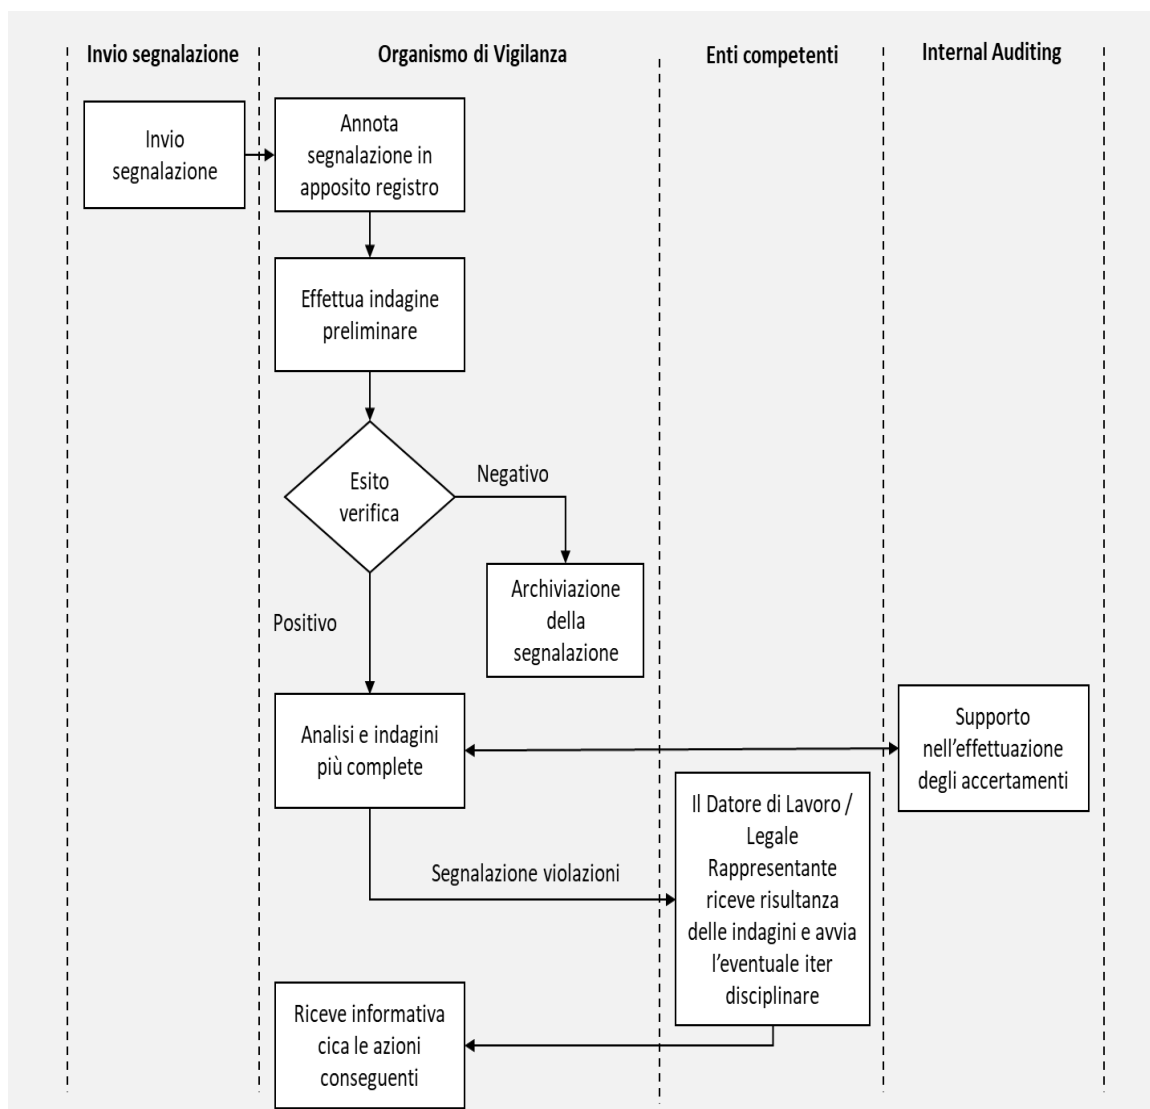 Invio segnalazione
Organismo di Vigilanza
Enti competenti
Internal Auditing
Invio
segnalazione
Annota
segnalazione in
apposito registro
Effettua indagine
preliminare
Esito
verifica
Negativo
Archiviazione
della
segnalazione
Positivo
Analisi e indagini
più complete
Supporto
nell'effettuazione
degli accertamenti
Il Datore di Lavoro /
Legale
Rappresentante
riceve risultanza
delle indagini e avvia
l'eventuale iter
disciplinare
Segnalazione violazioni
Riceve informativa
cica le azioni
conseguenti